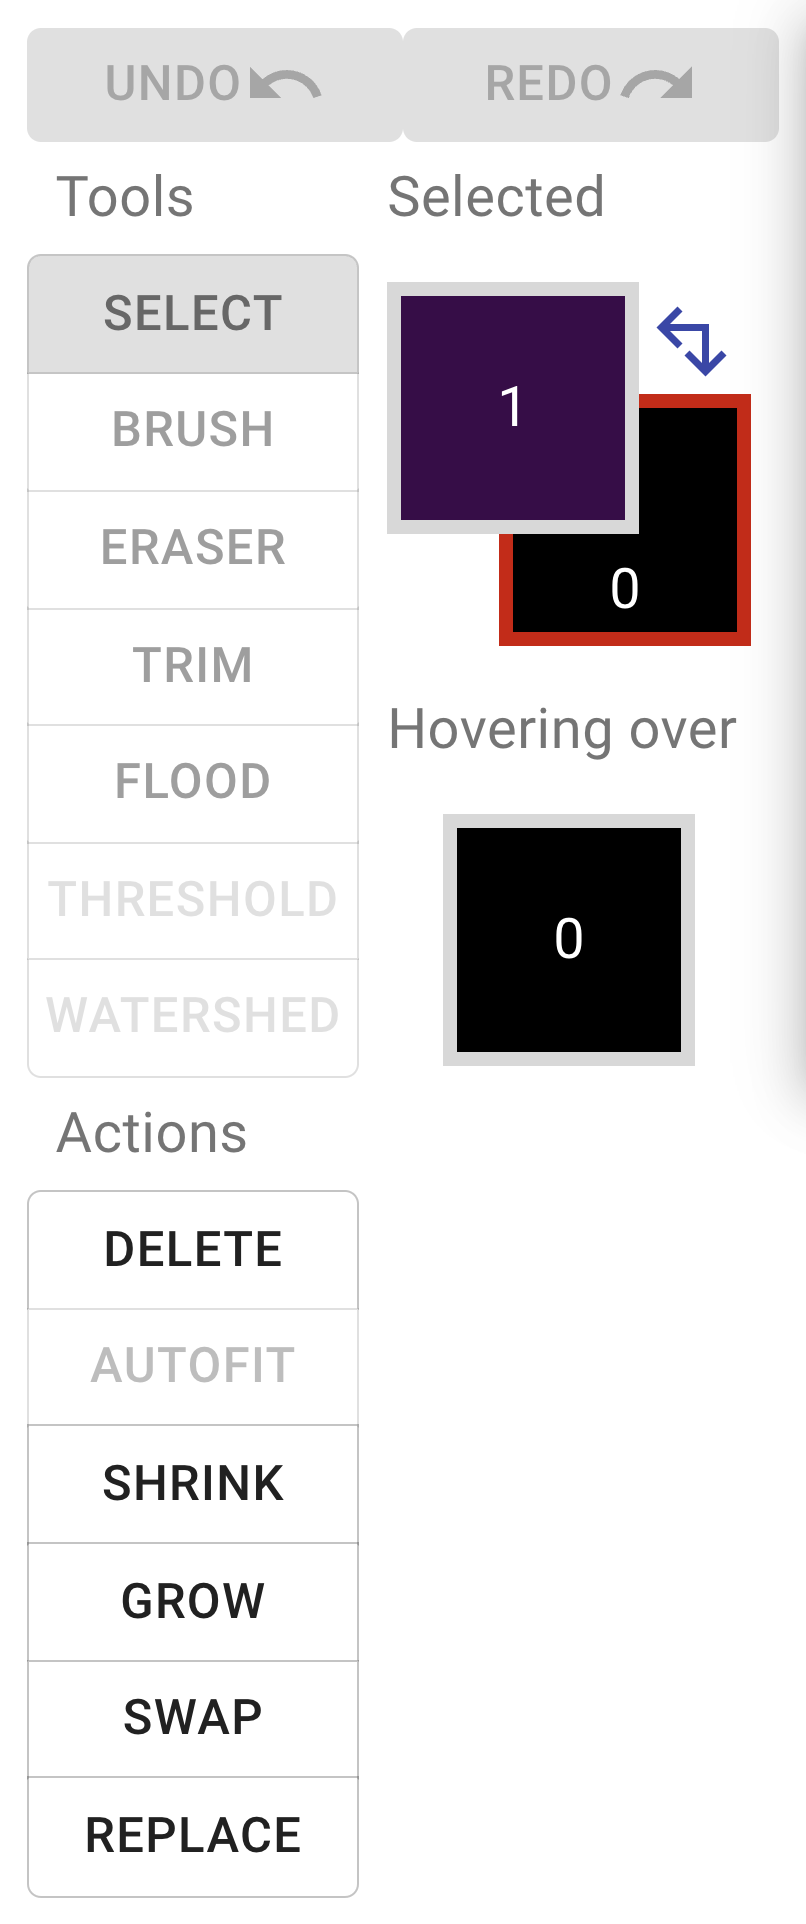 UNDO REDO
Tools
SELECT
BRUSH
ERASER
TRIM
FLOOD
THRESHOLD
WATERSHED
Selected
1
0
Hovering over
0
Actions
DELETE
AUTOFIT
SHRINK
GROW
SWAP
REPLACE